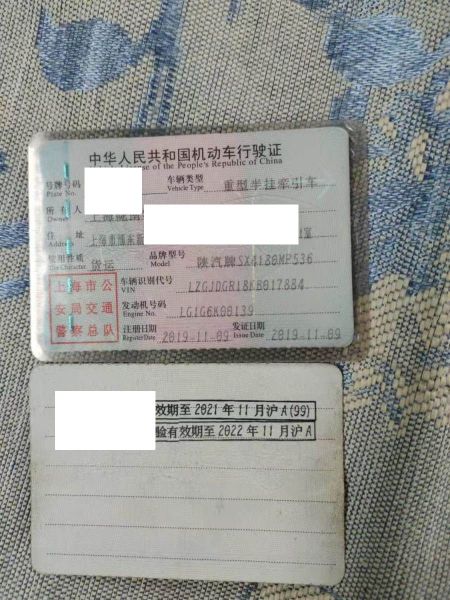 中华人民共和国机动车行驶证
License of the People's Republic of China
号牌号码 Plate No. 车辆类型 Vehicle Type 重型半挂牵引车
所有人 Owner 上海
住址 Address 上海市浦东新 室
使用性质 Use Character 货运 品牌型号 Model 陕汽牌SX4180MP536
上海市公
安局交通
警察总队
车辆识别代号 VIN LZGJDGR18KB017884
发动机号码 Engine No. LG1G6K00139
注册日期 Register Date 2019-11-09 发证日期 Issue Date 2019-11-09
效期至2021年11月沪A(99)
验有效期至2022年11月沪A